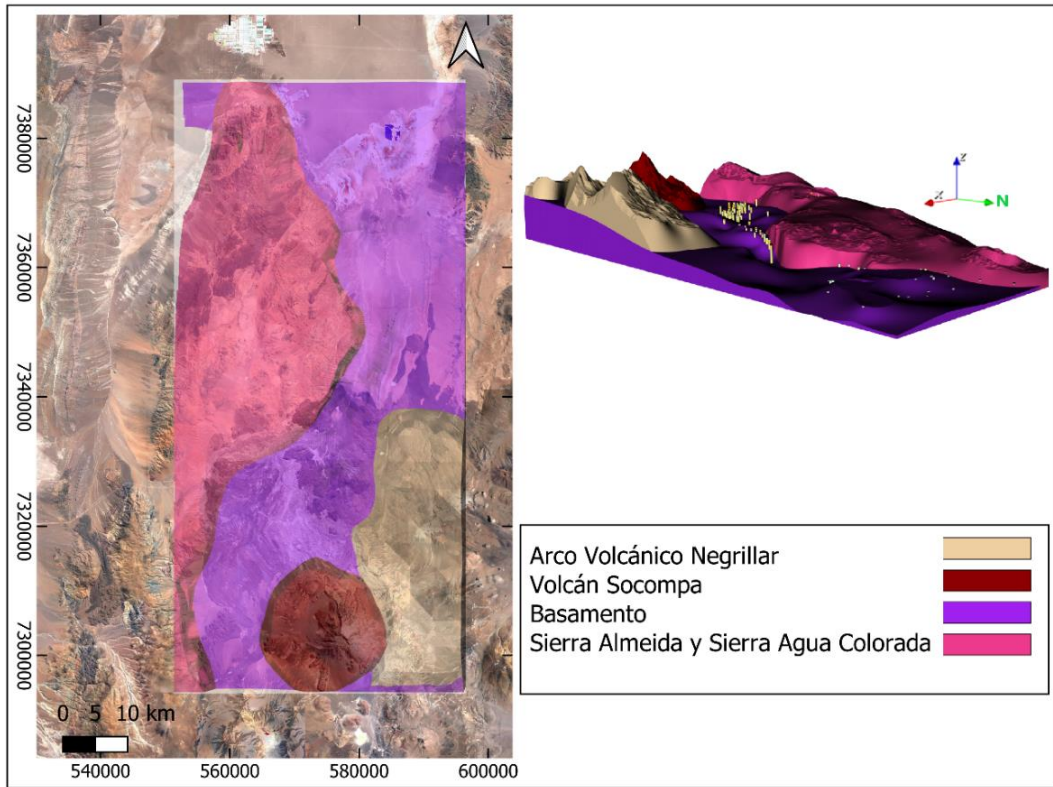 7380000
7360000
7340000
7320000
7300000
0 5 10 km
540000 560000 580000 600000
Z
X
N
Arco Volcánico Negrillar
Volcán Socompa
Basamento
Sierra Almeida y Sierra Agua Colorada